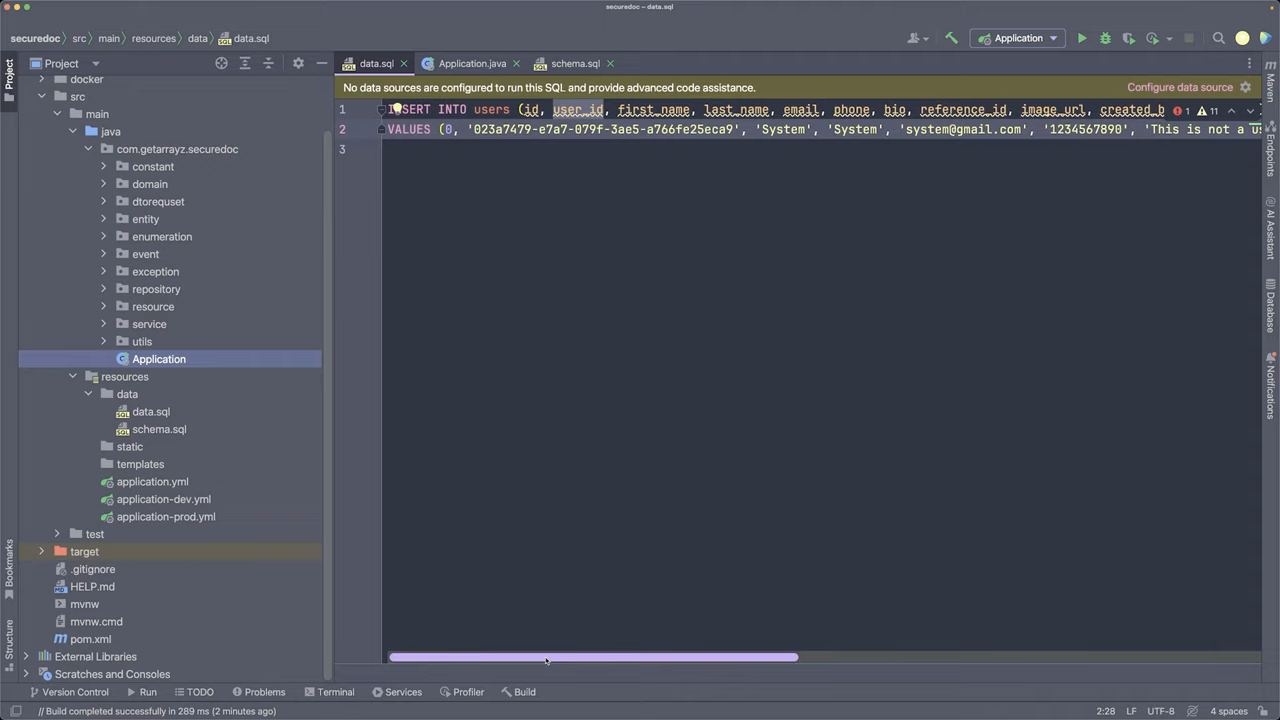 securedoc – data.sql
securedoc
src
main
resources
data
data.sql
Application
Project
Project
data.sql
Application.java
schema.sql
docker
src
main
java
com.getarrayz.securedoc
constant
domain
dtorequset
entity
enumeration
event
exception
repository
resource
service
utils
Application
resources
data
data.sql
schema.sql
static
templates
application.yml
application-dev.yml
application-prod.yml
test
target
.gitignore
HELP.md
mvnw
mvnw.cmd
pom.xml
External Libraries
Scratches and Consoles
No data sources are configured to run this SQL and provide advanced code assistance.
Configure data source
1
NSERT INTO users (id, user_id, first_name, last_name, email, phone, bio, reference_id, image_url, created_b
1
11
2
VALUES (0, '023a7479-e7a7-079f-3ae5-a766fe25eca9', 'System', 'System', 'system@gmail.com', '1234567890', 'This is not a us
3
Endpoints
AI Assistant
Database
Notifications
Bookmarks
Structure
Version Control
Run
TODO
Problems
Terminal
Services
Profiler
Build
// Build completed successfully in 289 ms (2 minutes ago)
2:28
LF
UTF-8
4 spaces